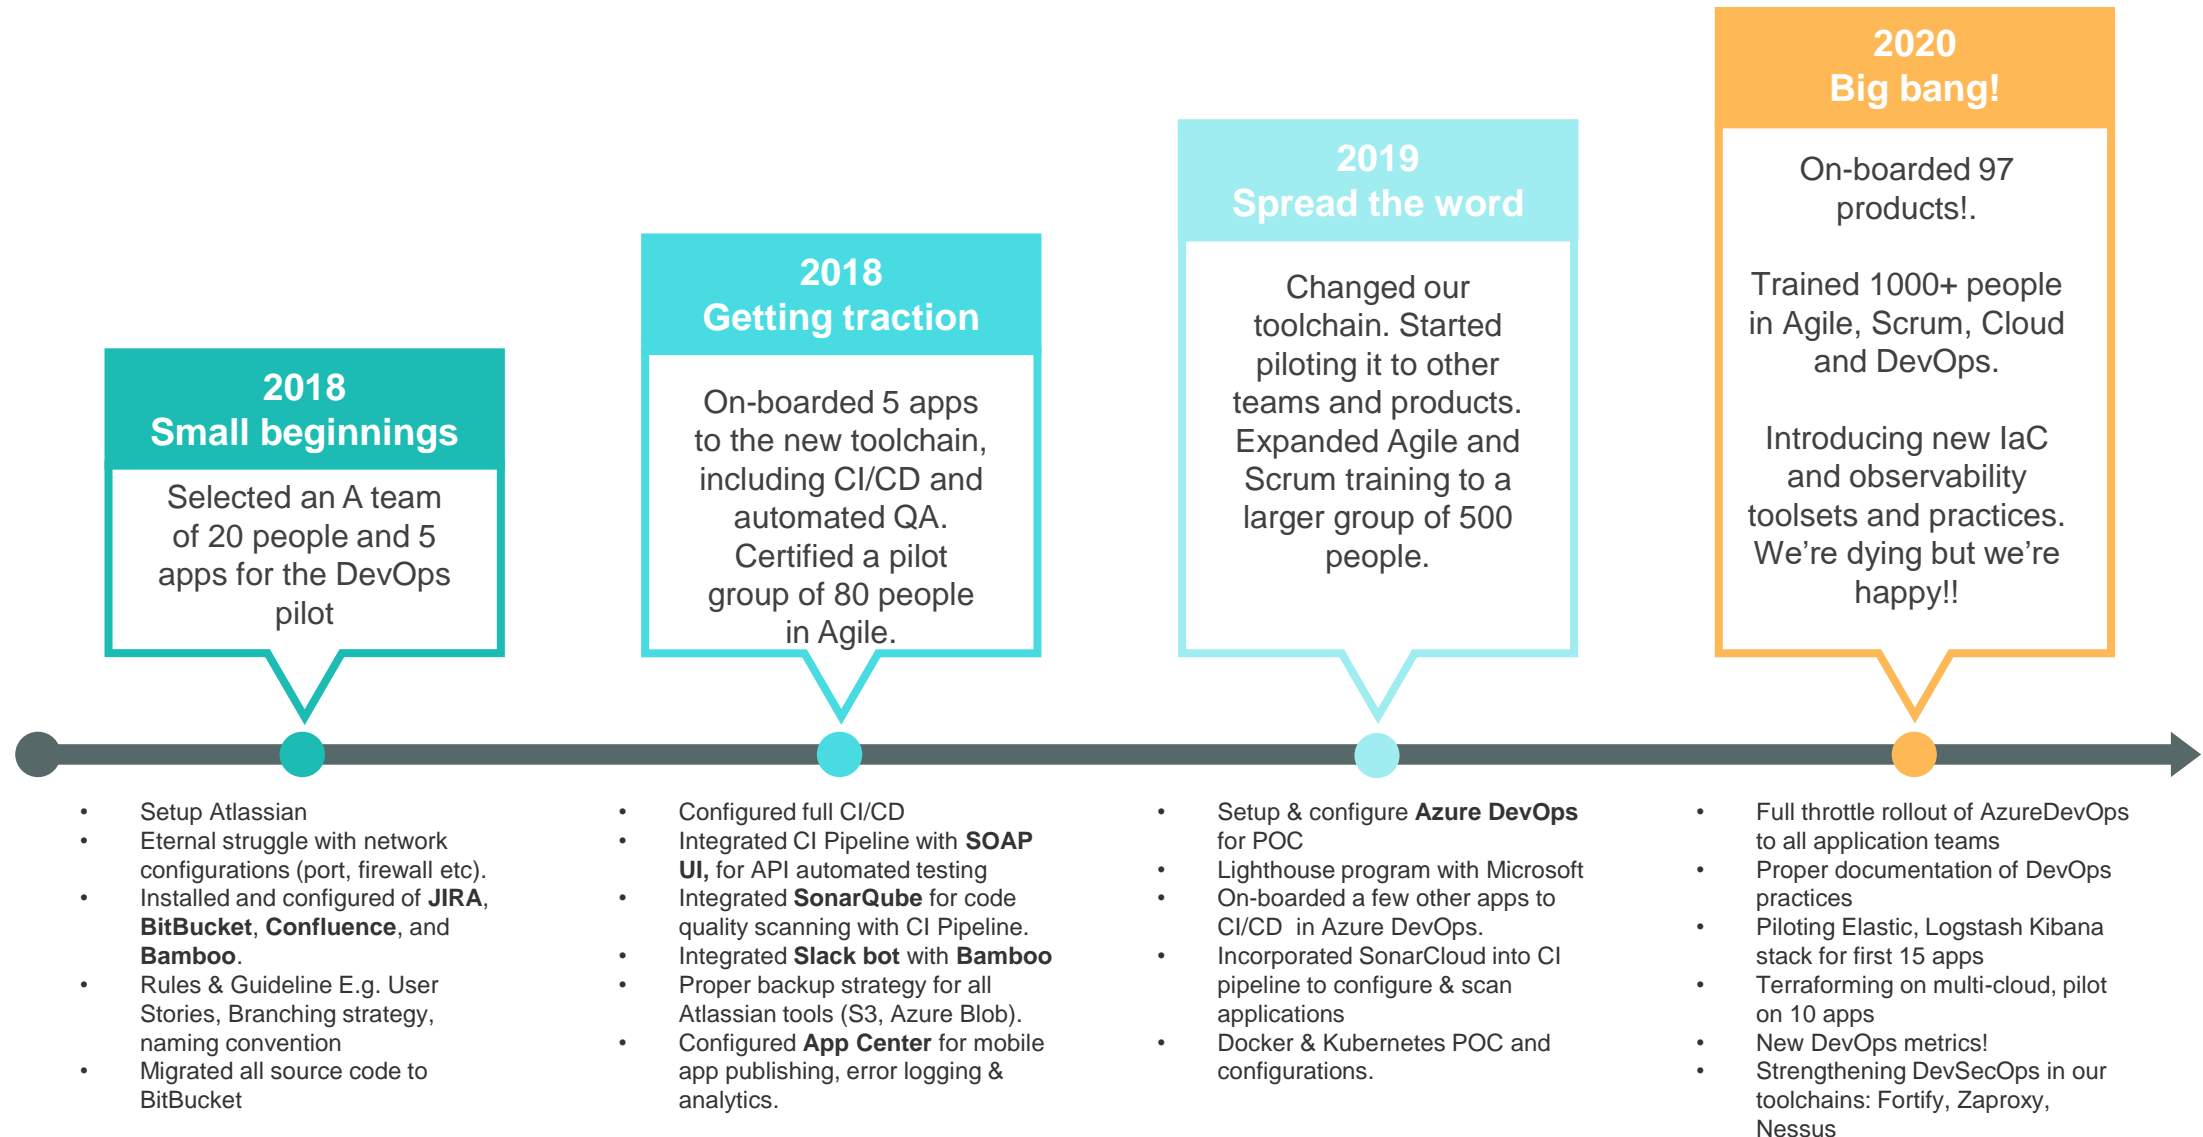 2018
Small beginnings
Selected an A team
of 20 people and 5
apps for the DevOps
pilot
2018
Getting traction
On-boarded 5 apps
to the new toolchain,
including CI/CD and
automated QA.
Certified a pilot
group of 80 people
in Agile.
2019
Spread the word
Changed our
toolchain. Started
piloting it to other
teams and products.
Expanded Agile and
Scrum training to a
larger group of 500
people.
2020
Big bang!
On-boarded 97
products!.
Trained 1000+ people
in Agile, Scrum, Cloud
and DevOps.
Introducing new IaC
and observability
toolsets and practices.
We’re dying but we’re
happy!!
• Setup Atlassian
• Eternal struggle with network
configurations (port, firewall etc).
• Installed and configured of JIRA,
BitBucket, Confluence, and
Bamboo.
• Rules & Guideline E.g. User
Stories, Branching strategy,
naming convention
• Migrated all source code to
BitBucket
• Configured full CI/CD
• Integrated CI Pipeline with SOAP
UI, for API automated testing
• Integrated SonarQube for code
quality scanning with CI Pipeline.
• Integrated Slack bot with Bamboo
• Proper backup strategy for all
Atlassian tools (S3, Azure Blob).
• Configured App Center for mobile
app publishing, error logging &
analytics.
• Setup & configure Azure DevOps
for POC
• Lighthouse program with Microsoft
• On-boarded a few other apps to
CI/CD  in Azure DevOps.
• Incorporated SonarCloud into CI
pipeline to configure & scan
applications
• Docker & Kubernetes POC and
configurations.
• Full throttle rollout of AzureDevOps
to all application teams
• Proper documentation of DevOps
practices
• Piloting Elastic, Logstash Kibana
stack for first 15 apps
• Terraforming on multi-cloud, pilot
on 10 apps
• New DevOps metrics!
• Strengthening DevSecOps in our
toolchains: Fortify, Zaproxy,
Nessus